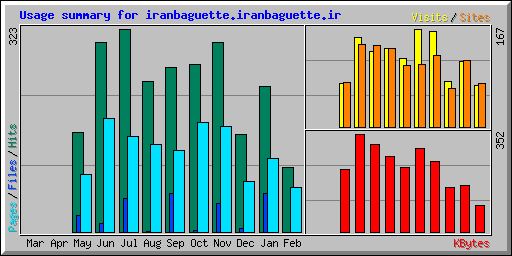 Usage summary for iranbaguette.iranbaguette.ir
Visits/Sites
323
167
352
Pages/Files/Hits
Mar Apr May Jun Jul Aug Sep Oct Nov Dec Jan Feb
KBytes